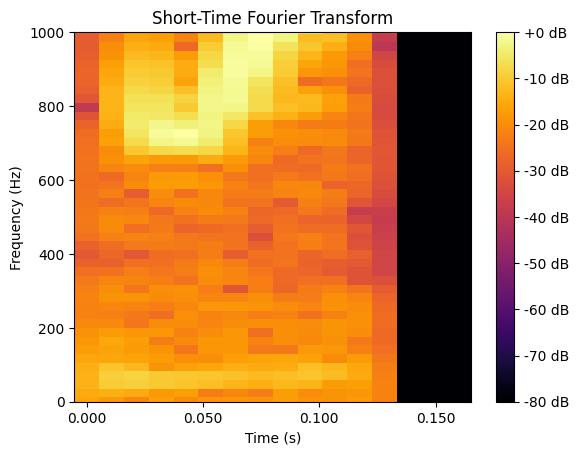 Short-Time Fourier Transform
1000
800
600
400
200
0
Frequency (Hz)
0.000
0.050
0.100
0.150
Time (s)
+0 dB
-10 dB
-20 dB
-30 dB
-40 dB
-50 dB
-60 dB
-70 dB
-80 dB